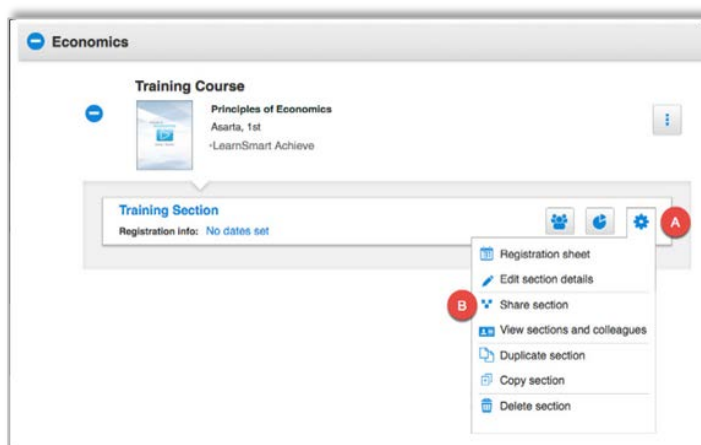 Economics
Training Course
Principles of Economics
Asarta, 1st
-LearnSmart Achieve
Training Section
Registration info: No dates set
A
Registration sheet
Edit section details
B
Share section
View sections and colleagues
Duplicate section
Copy section
Delete section